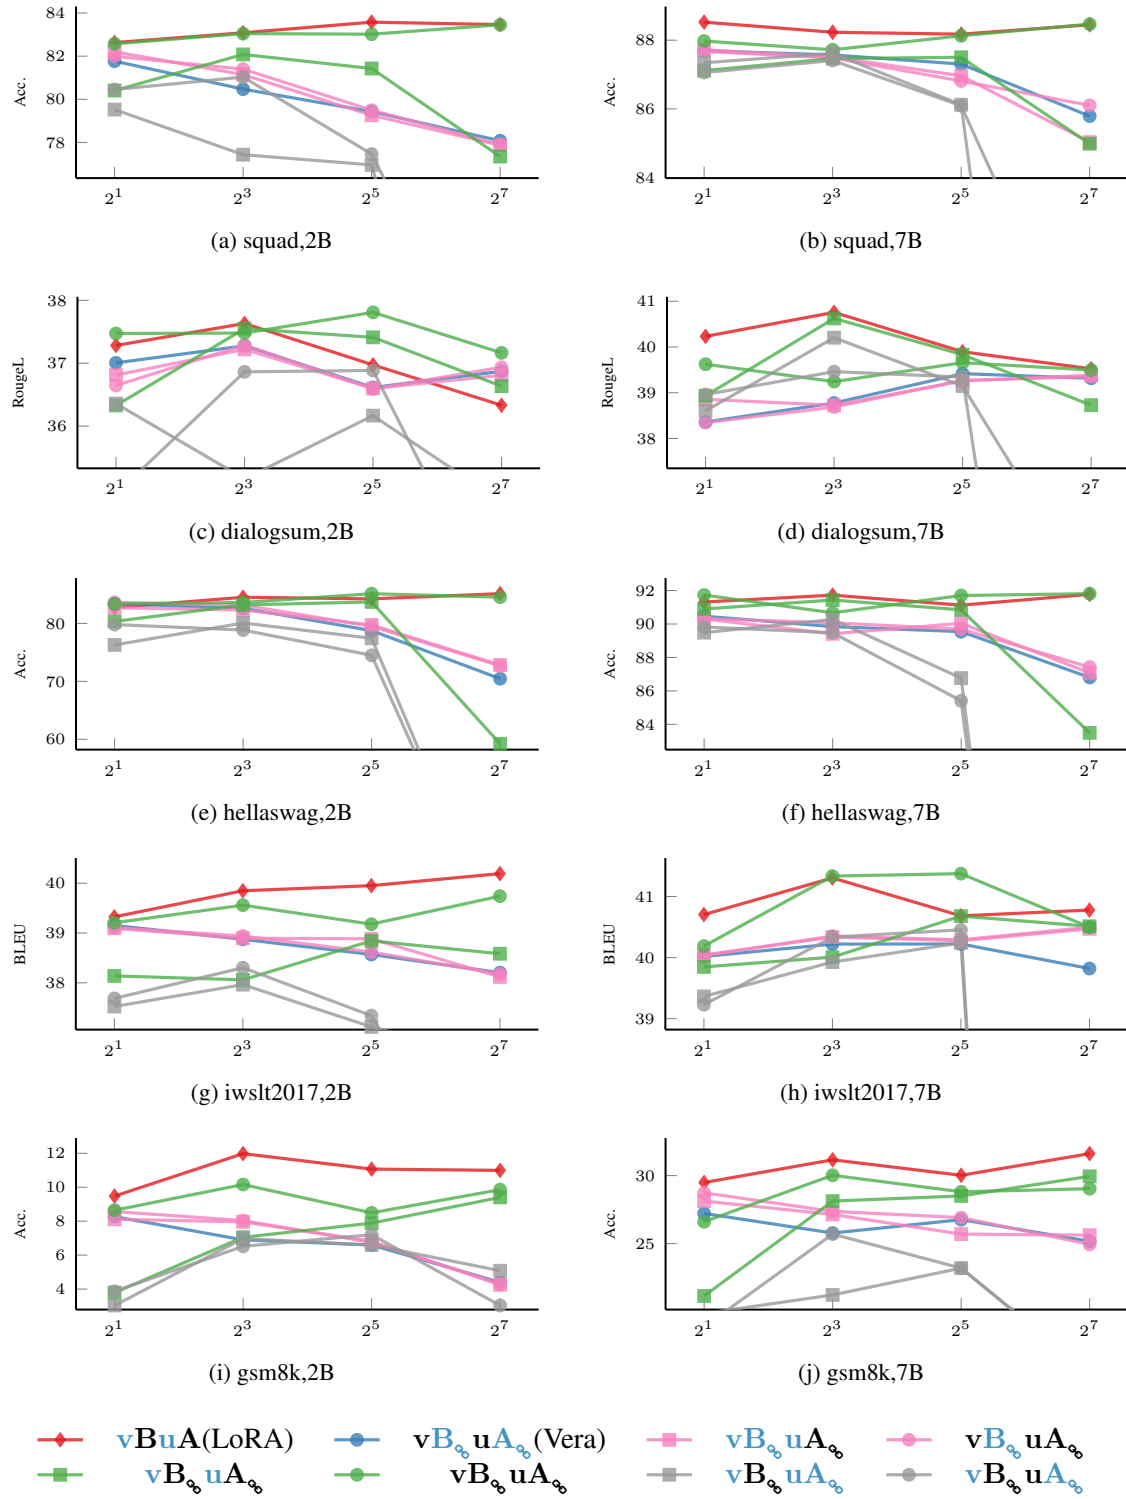 84
82
80
78
Acc.
2^1 2^3 2^5 2^7
(a) squad,2B
88
86
84
Acc.
2^1 2^3 2^5 2^7
(b) squad,7B
38
37
36
RougeL
2^1 2^3 2^5 2^7
(c) dialogsum,2B
41
40
39
38
RougeL
2^1 2^3 2^5 2^7
(d) dialogsum,7B
80
70
60
Acc.
2^1 2^3 2^5 2^7
(e) hellaswag,2B
92
90
88
86
84
Acc.
2^1 2^3 2^5 2^7
(f) hellaswag,7B
40
39
38
BLEU
2^1 2^3 2^5 2^7
(g) iwslt2017,2B
41
40
39
BLEU
2^1 2^3 2^5 2^7
(h) iwslt2017,7B
12
10
8
6
4
Acc.
2^1 2^3 2^5 2^7
(i) gsm8k,2B
30
25
Acc.
2^1 2^3 2^5 2^7
(j) gsm8k,7B
vBuA(LoRA) vBuA(Vera) vBuA vBuA
vBuA vBuA vBuA vBuA